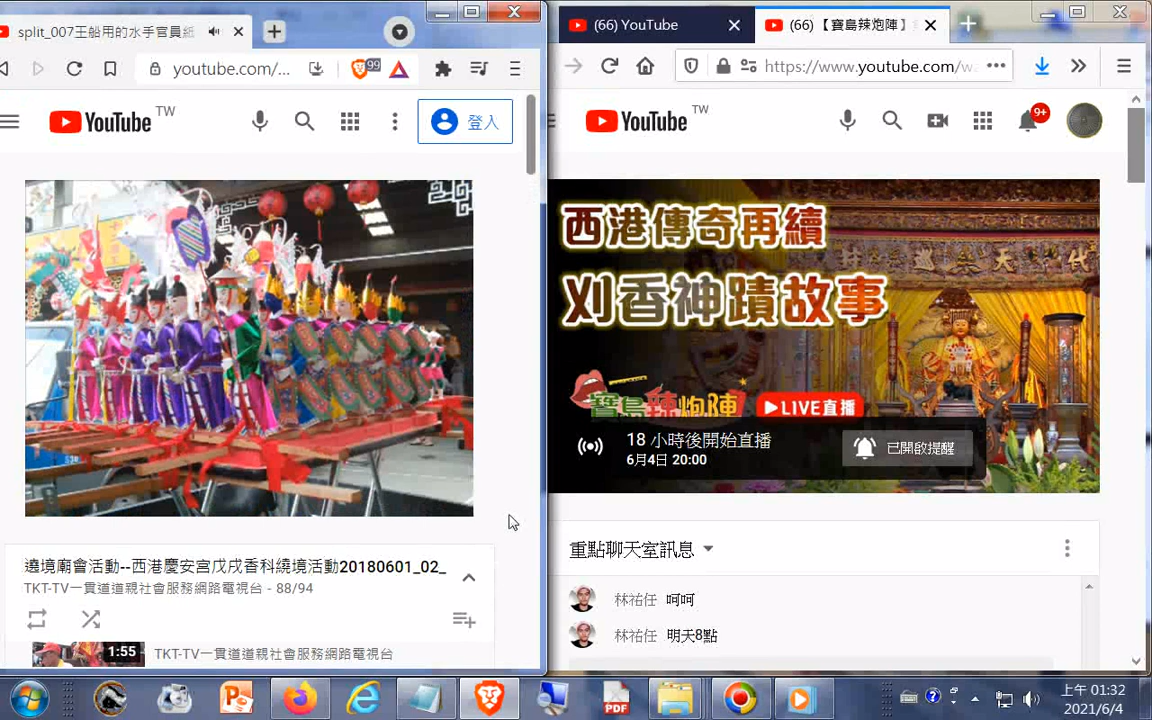 split_007王船用的水手官員紙
youtube.com/...
99
YouTube
TW
登入
遶境廟會活動--西港慶安宮戊戌香科繞境活動20180601_02_
TKT-TV一貫道道親社會服務網路電視台 - 88/94
1:55
TKT-TV一貫道道親社會服務網路電視台
(66) YouTube
(66) 【寶島辣炮陣】
https://www.youtube.com/wa
YouTube
TW
9+
西港傳奇再續
刈香神蹟故事
寶島辣炮陣
LIVE直播
18 小時後開始直播
6月4日 20:00
已開啟提醒
重點聊天室訊息
林祐任 呵呵
林祐任 明天8點
PDF
上午 01:32
2021/6/4